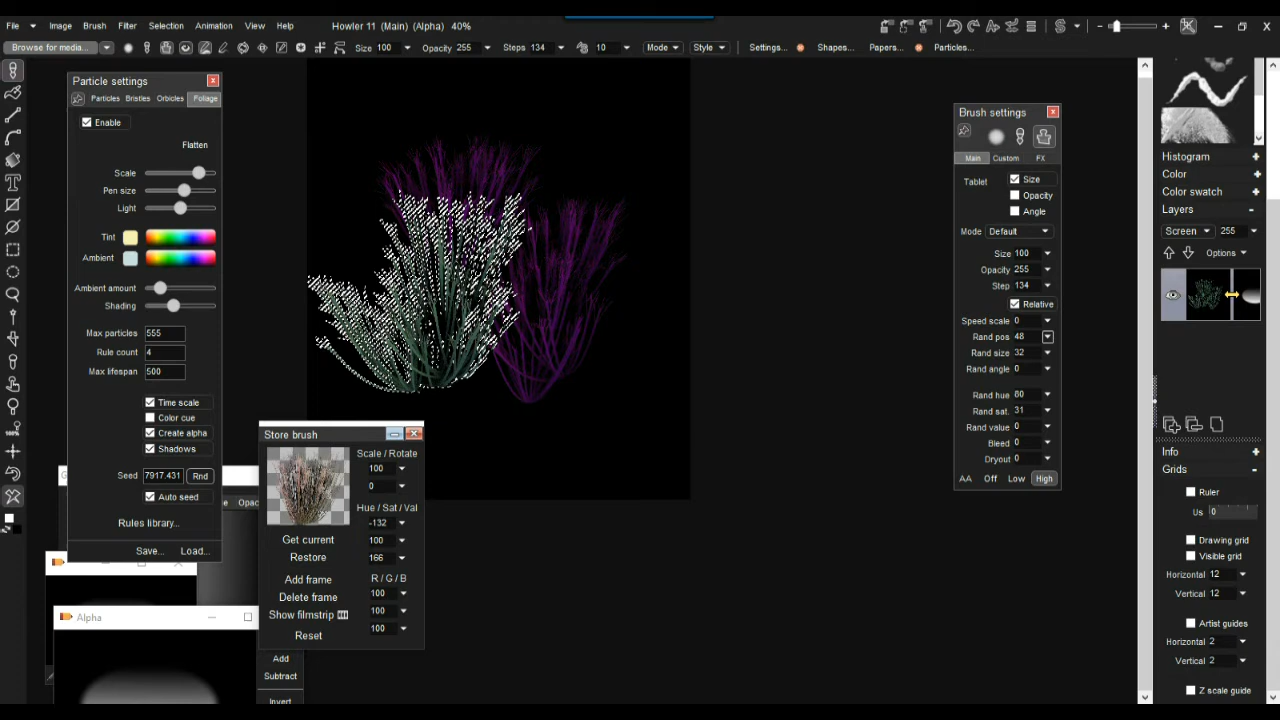 File Image Brush Filter Selection Animation View Help Howler 11 (Main) (Alpha) 40%
Browse for media... Size 100 Opacity 255 Steps 134 10 Mode Style Settings... Shapes... Papers... Particles...
Particle settings
Particles Bristles Orbicles Foliage
Enable
Flatten
Scale
Pen size
Light
Tint
Ambient
Ambient amount
Shading
Max particles 555
Rule count 4
Max lifespan 500
Time scale
Color cue
Create alpha
Shadows
Seed 7917.431 Rnd
Auto seed
Rules library...
Save... Load...
Alpha
Store brush
Scale / Rotate
100
0
Hue / Sat / Val
-132
Get current 100
Restore 166
Add frame R / G / B
Delete frame 100
Show filmstrip 100
Reset 100
Add
Subtract
Invert
Brush settings
Main Custom FX
Tablet Size
Opacity
Angle
Mode Default
Size 100
Opacity 255
Step 134
Relative
Speed scale 0
Rand pos 48
Rand size 32
Rand angle 0
Rand hue 80
Rand sat. 31
Rand value 0
Bleed 0
Dryout 0
AA Off Low High
Histogram
Color
Color swatch
Layers
Screen 255
Options
Info
Grids
Ruler
Us 0
Drawing grid
Visible grid
Horizontal 12
Vertical 12
Artist guides
Horizontal 2
Vertical 2
Z scale guide